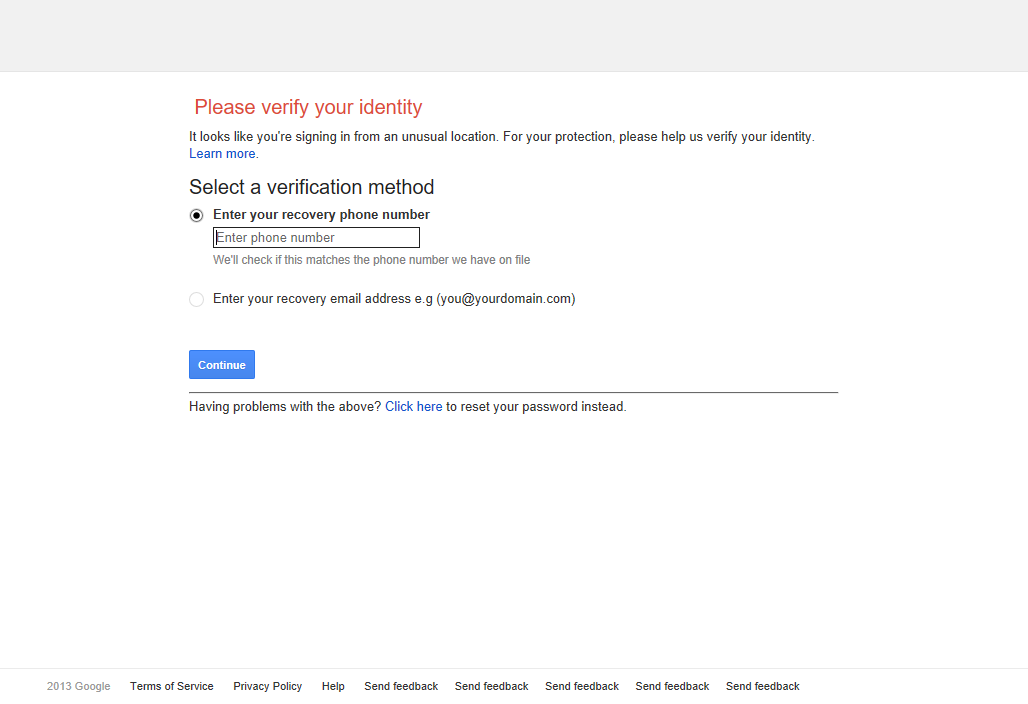 Please verify your identity
It looks like you're signing in from an unusual location. For your protection, please help us verify your identity.
Learn more.
Select a verification method
Enter your recovery phone number
Enter phone number
We'll check if this matches the phone number we have on file
Enter your recovery email address e.g (you@yourdomain.com)
Continue
Having problems with the above? Click here to reset your password instead.
2013 Google Terms of Service Privacy Policy Help Send feedback Send feedback Send feedback Send feedback Send feedback